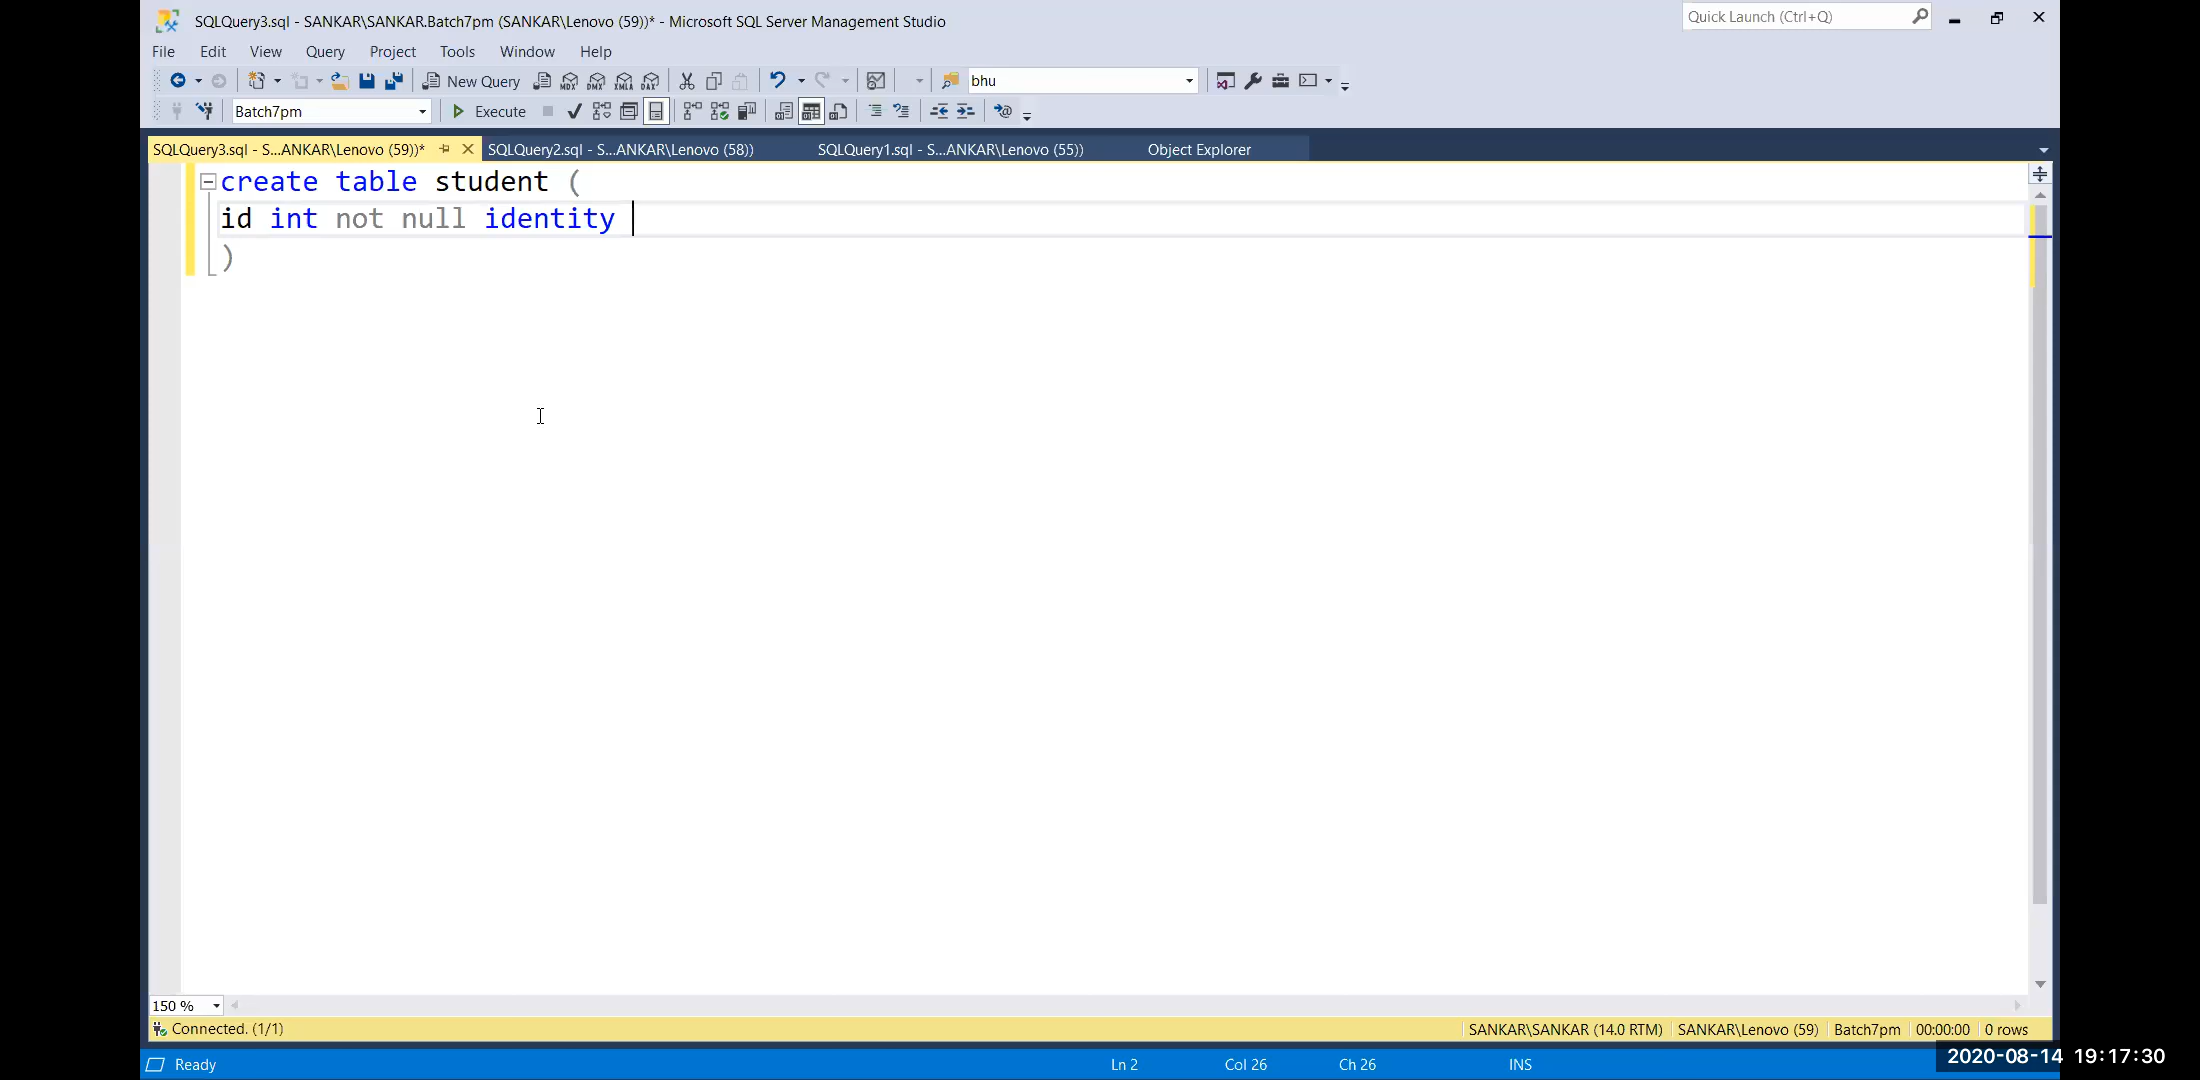 SQLQuery3.sql - SANKAR\SANKAR.Batch7pm (SANKAR\Lenovo (59))* - Microsoft SQL Server Management Studio
Quick Launch (Ctrl+Q)
File Edit View Query Project Tools Window Help
New Query MDX DMX XMLA DAX bhu
Batch7pm Execute
SQLQuery3.sql - S...ANKAR\Lenovo (59))* SQLQuery2.sql - S...ANKAR\Lenovo (58)) SQLQuery1.sql - S...ANKAR\Lenovo (55)) Object Explorer
create table student (
id int not null identity
)
150 %
Connected. (1/1) SANKAR\SANKAR (14.0 RTM) SANKAR\Lenovo (59) Batch7pm 00:00:00 0 rows
Ready Ln 2 Col 26 Ch 26 INS
2020-08-14 19:17:30